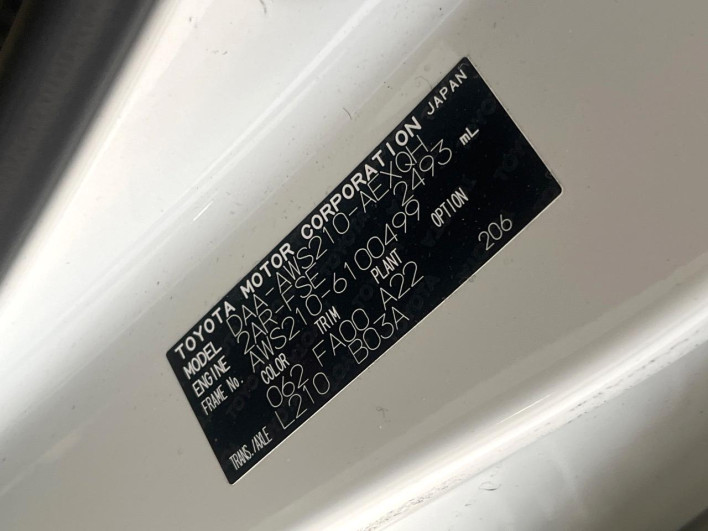 TOYOTA MOTOR CORPORATION JAPAN
MODEL DAA-AWS210-AEXQH
ENGINE 2AR-FSE 2493 mL
FRAME No. AWS210-6100499
COLOR TRIM PLANT OPTION
062 FA00 A22
TRANS./AXLE L210 B03A 206